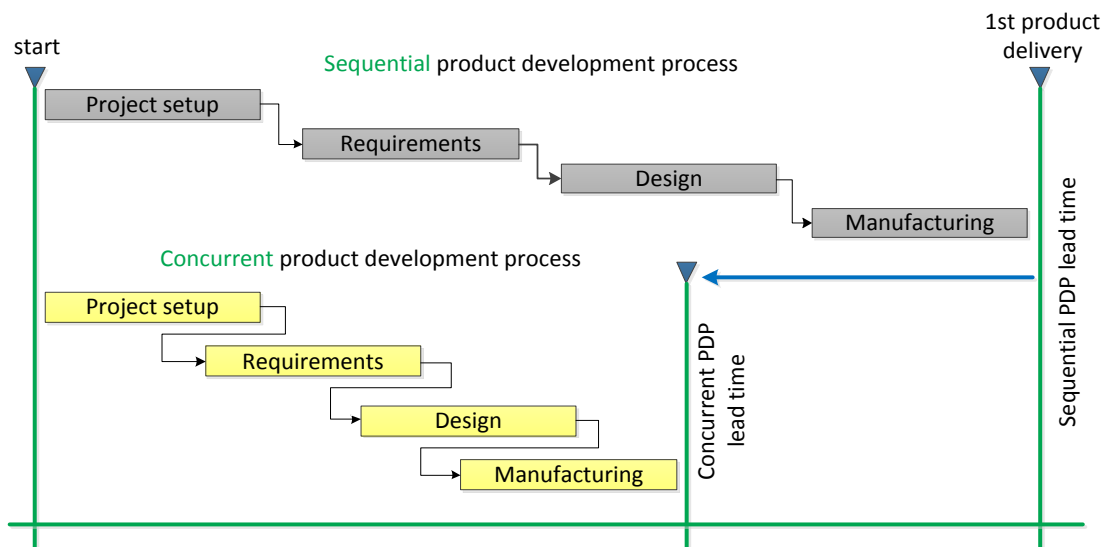 start
1st product
delivery
Sequential product development process
Project setup
Requirements
Design
Manufacturing
Sequential PDP lead time
Concurrent product development process
Project setup
Requirements
Design
Manufacturing
Concurrent PDP
lead time